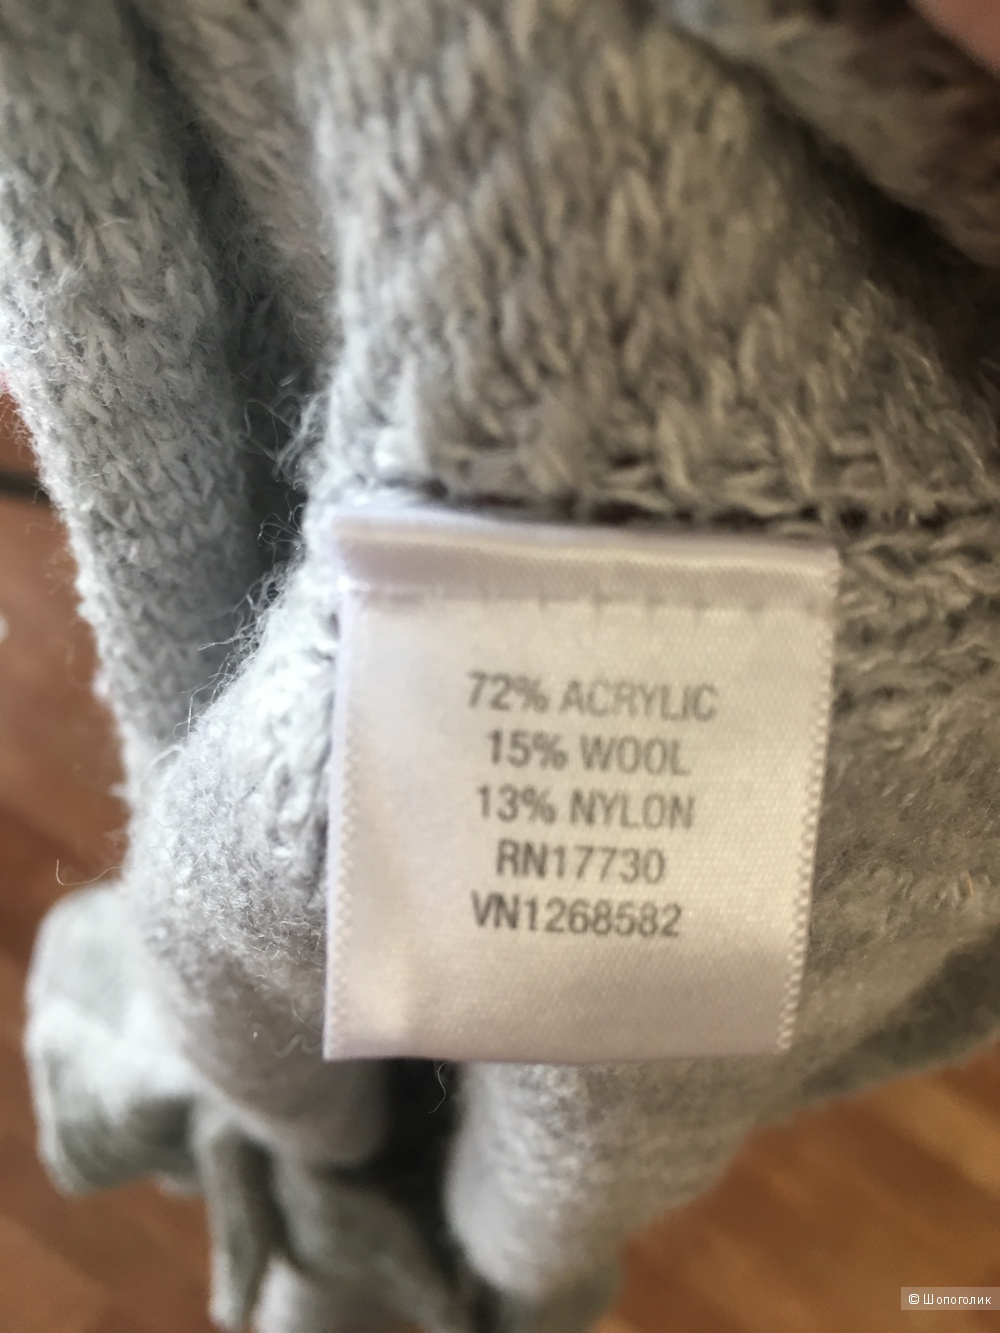 72% ACRYLIC
15% WOOL
13% NYLON
RN17730
VN1268582
© Шопоголик